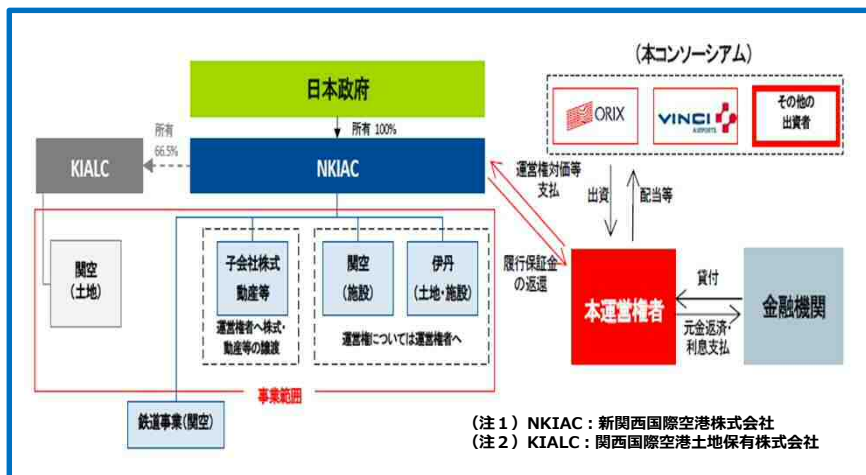 (本コンソーシアム)
日本政府
ORIX
VINCI
AIRPORTS
その他の
出資者
所有
66.5%
所有 100%
KIALC
NKIAC
運営権対価等
支払
出資
配当等
関空
(土地)
子会社株式
動産等
関空
(施設)
伊丹
(土地・施設)
履行保証金
の返還
本運営権者
貸付
元金返済・
利息支払
金融機関
運営権者へ株式・
動産等の譲渡
運営権については運営権者へ
事業範囲
鉄道事業(関空)
(注1)NKIAC:新関西国際空港株式会社
(注2)KIALC:関西国際空港土地保有株式会社